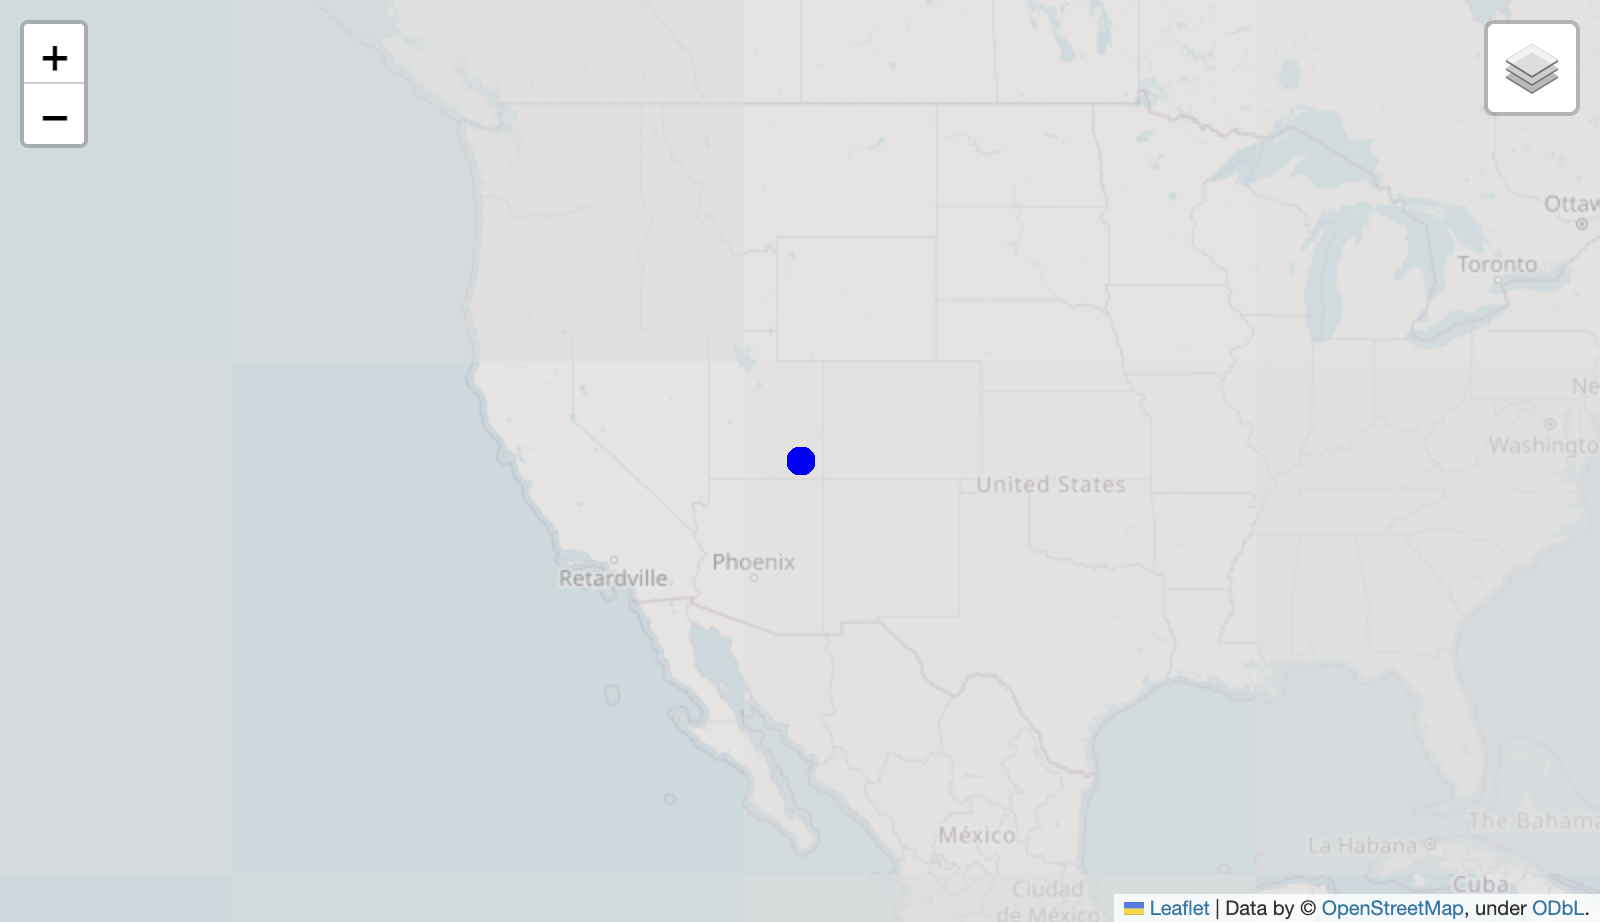 +
−
Ottaw
Toronto
Ne
Washingto
United States
Phoenix
Retardville
México
The Bahama
La Habana
Cuba
Ciudad
de México
Leaflet | Data by © OpenStreetMap, under ODbL.